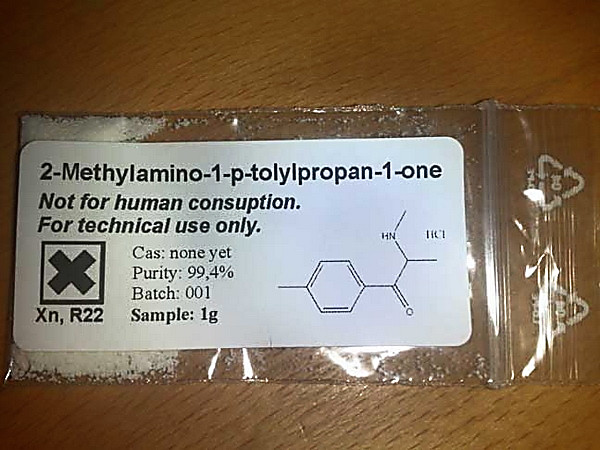 2-Methylamino-1-p-tolylpropan-1-one
Not for human consuption.
For technical use only.
Cas: none yet
Purity: 99,4%
Batch: 001
Sample: 1g
Xn, R22
HN
HCl
O